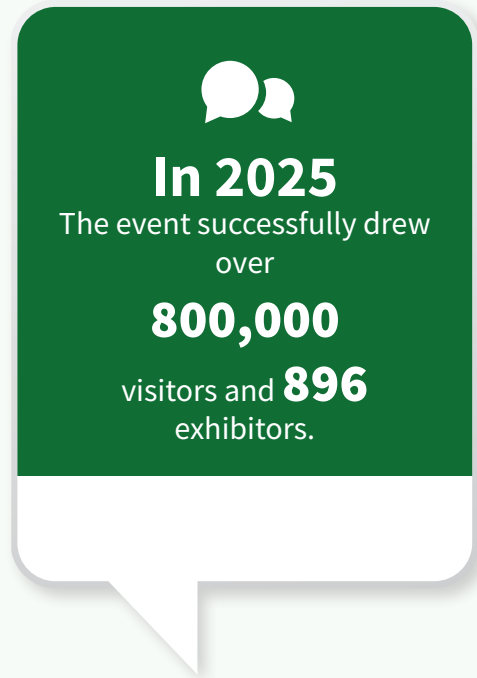 In 2025
The event successfully drew
over
800,000
visitors and 896
exhibitors.